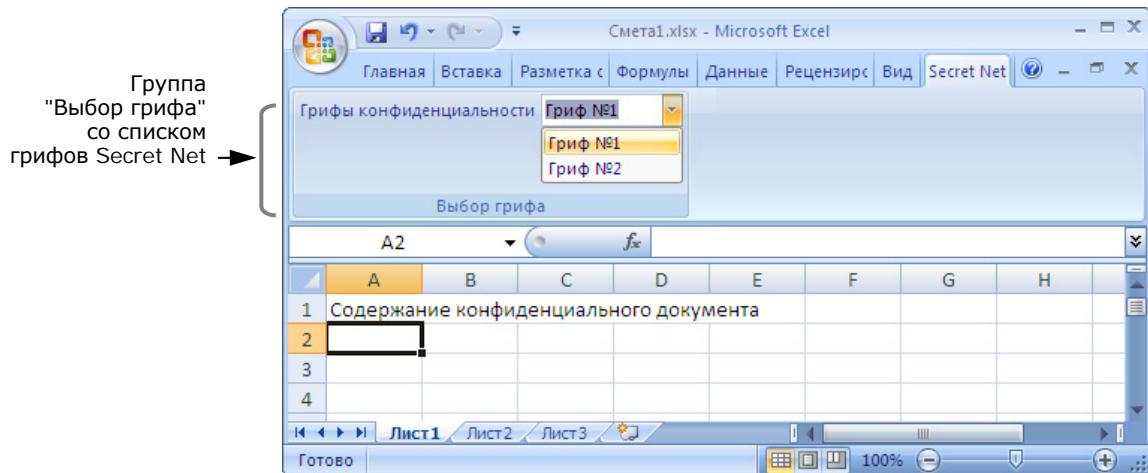 Смета1.xlsx - Microsoft Excel
Главная Вставка Разметка с Формулы Данные Рецензирс Вид Secret Net
Группа
"Выбор грифа"
со списком
грифов Secret Net
Грифы конфиденциальности Гриф №1
Гриф №1
Гриф №2
Выбор грифа
A2 fx
A B C D E F G H
1 Содержание конфиденциального документа
2
3
4
Лист1 Лист2 Лист3
Готово 100%